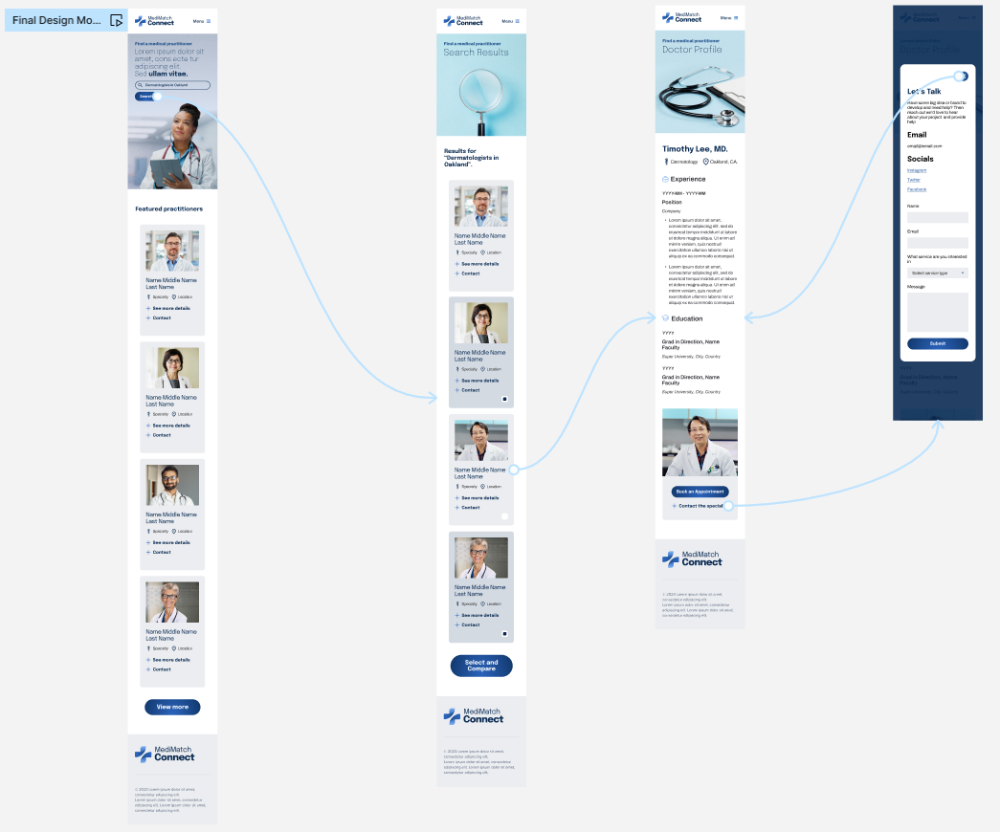 Final Design Mo...
MediMatch
Connect
Menu
Find a medical practitioner
Lorem ipsum dolor sit
amet, cons ecte tur
adipiscing elit.
Sed ullam vitae.
Dermatologies in Oakland
Search
Featured practitioners
Name Middle Name
Last Name
Specialty Location
See more details
Contact
Name Middle Name
Last Name
Specialty Location
See more details
Contact
Name Middle Name
Last Name
Specialty Location
See more details
Contact
Name Middle Name
Last Name
Specialty Location
See more details
Contact
View more
MediMatch
Connect
© 2023 Lorem ipsum dolor sit amet,
consectetur adipiscing elit.
Lorem ipsum dolor sit amet, consectetur
adipiscing elit. Lorem ipsum dolor sit amet,
consectetur adipiscing elit.
MediMatch
Connect
Menu
Find a medical practitioner
Search Results
Results for
"Dermatologists in
Oakland".
Name Middle Name
Last Name
Specialty Location
See more details
Contact
Name Middle Name
Last Name
Specialty Location
See more details
Contact
Name Middle Name
Last Name
Specialty Location
See more details
Contact
Name Middle Name
Last Name
Specialty Location
See more details
Contact
Select and
Compare
MediMatch
Connect
© 2023 Lorem ipsum dolor sit amet,
consectetur adipiscing elit.
Lorem ipsum dolor sit amet, consectetur
adipiscing elit. Lorem ipsum dolor sit amet,
consectetur adipiscing elit.
MediMatch
Connect
Menu
Find a medical practitioner
Doctor Profile
Timothy Lee, MD.
Dermatology Oakland, CA.
Experience
YYYY-MM - YYYY-MM
Position
Company
• Lorem ipsum dolor sit amet,
consectetur adipiscing elit, sed do
eiusmod tempor incididunt ut labore
et dolore magna aliqua. Ut enim ad
minim veniam, quis nostrud
exercitation ullamco laboris nisi ut
aliquip ex ea commodo consequat.
• Lorem ipsum dolor sit amet,
consectetur adipiscing elit, sed do
eiusmod tempor incididunt ut labore
et dolore magna aliqua. Ut enim ad
minim veniam, quis nostrud
exercitation ullamco laboris nisi ut
aliquip ex ea commodo consequat.
Education
YYYY
Grad in Direction, Name
Faculty
Super University, City, Country
YYYY
Grad in Direction, Name
Faculty
Super University, City, Country
Book an Appointment
Contact the special
MediMatch
Connect
© 2023 Lorem ipsum dolor sit amet,
consectetur adipiscing elit.
Lorem ipsum dolor sit amet, consectetur
adipiscing elit. Lorem ipsum dolor sit amet,
consectetur adipiscing elit.
MediMatch
Connect
Menu
Doctor Profile
Let's Talk
Have some big idea or brand to
develop and need help? Then
reach out we'd love to hear
about your project and provide
help
Email
email@email.com
Socials
Instagram
Twitter
Facebook
Name
Email
What service are you interested
in
Select service type
Message
Submit
Grad in Direction, Name
Faculty
Super University, City, Country